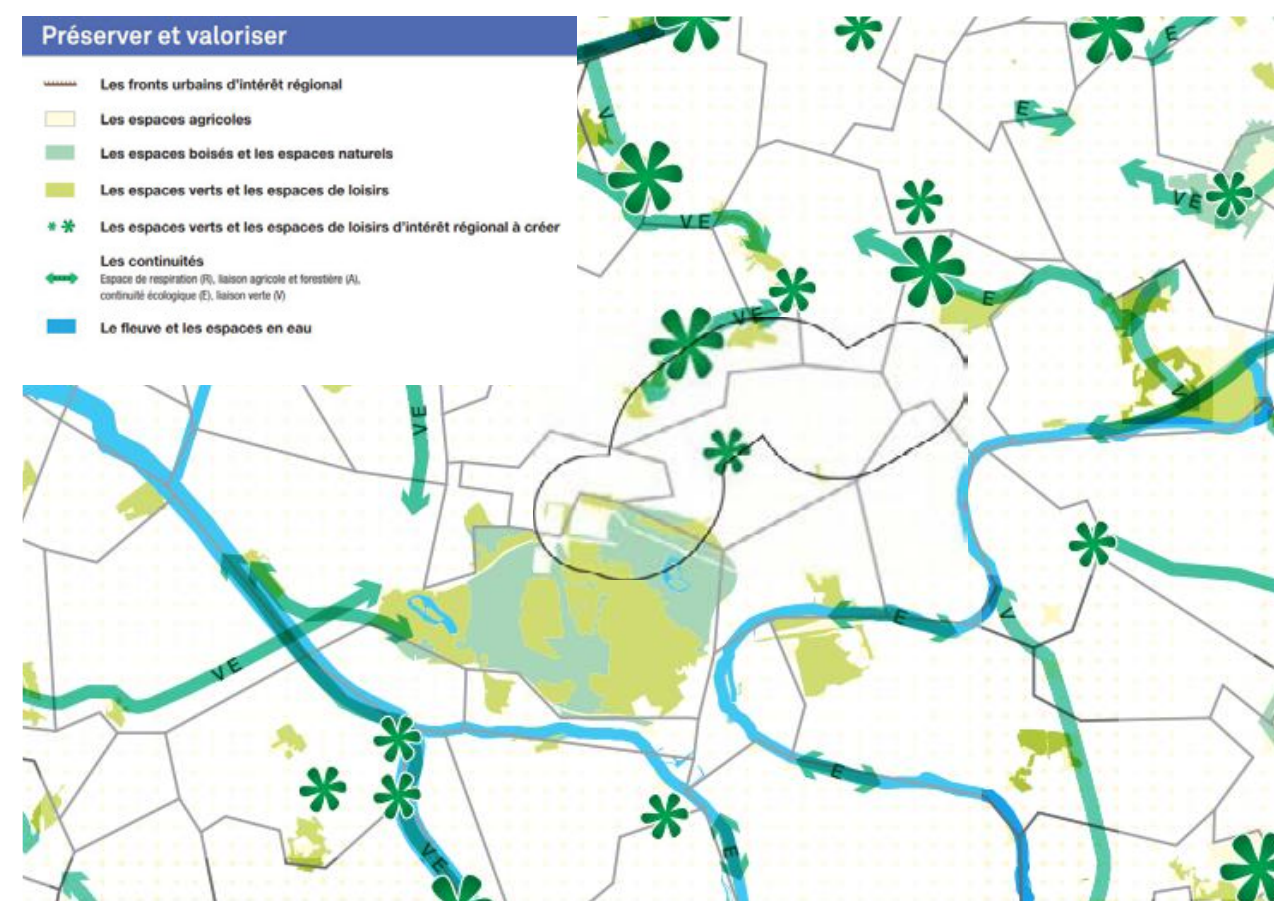 Préserver et valoriser
Les fronts urbains d'intérêt régional
Les espaces agricoles
Les espaces boisés et les espaces naturels
Les espaces verts et les espaces de loisirs
Les espaces verts et les espaces de loisirs d'intérêt régional à créer
Les continuités
Espace de respiration (R), liaison agricole et forestière (A),
continuité écologique (E), liaison verte (V)
Le fleuve et les espaces en eau
E
E
V
V E
V E
E
V E
V E
V
E
V
V E
E
E
V E